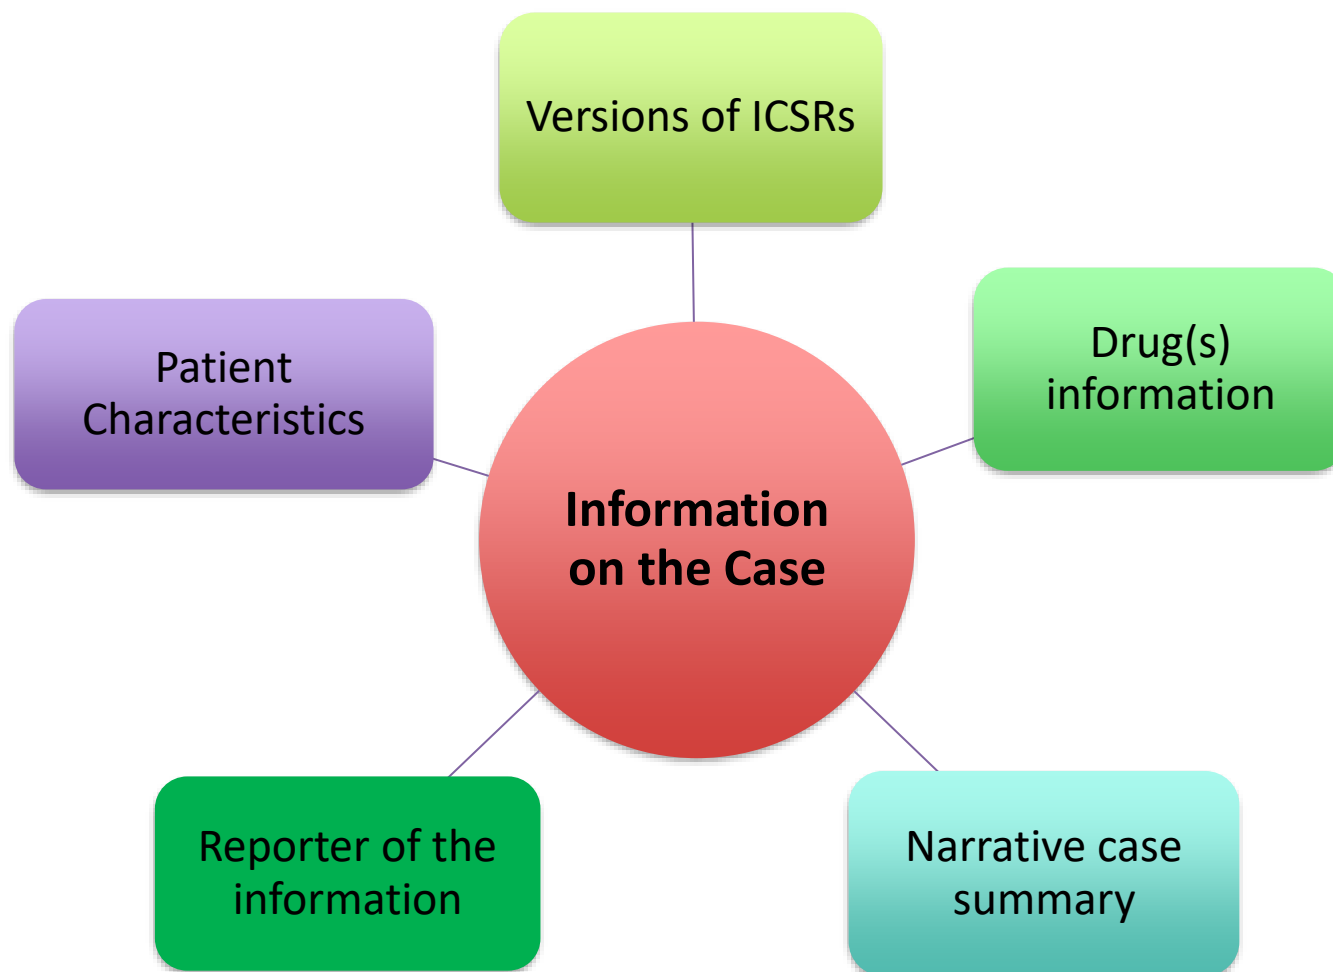 Versions of ICSRs
Drug(s)
information
Patient
Characteristics
Information
on the Case
Reporter of the
information
Narrative case
summary